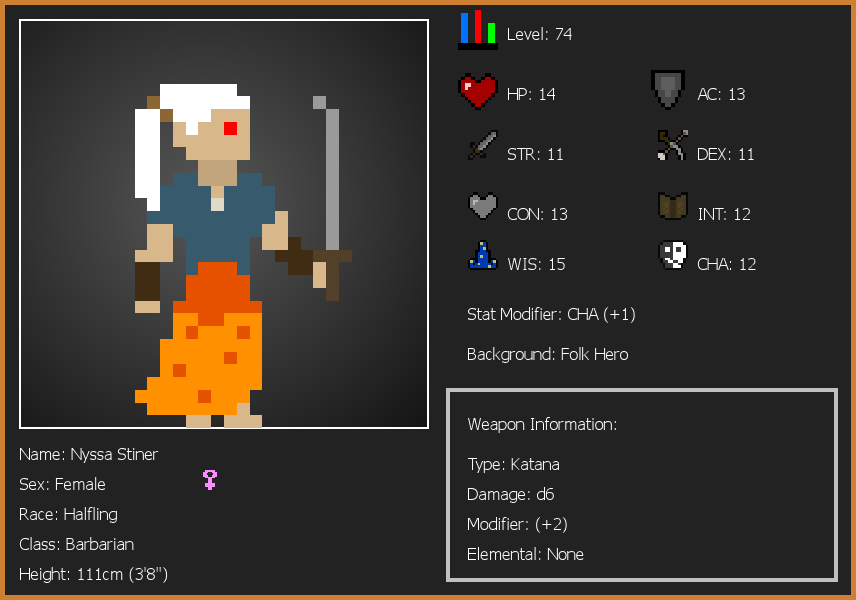 Level: 74
HP: 14
AC: 13
STR: 11
DEX: 11
CON: 13
INT: 12
WIS: 15
CHA: 12
Stat Modifier: CHA (+1)
Background: Folk Hero
Weapon Information:
Type: Katana
Damage: d6
Modifier: (+2)
Elemental: None
Name: Nyssa Stiner
Sex: Female
Race: Halfling
Class: Barbarian
Height: 111cm (3'8")